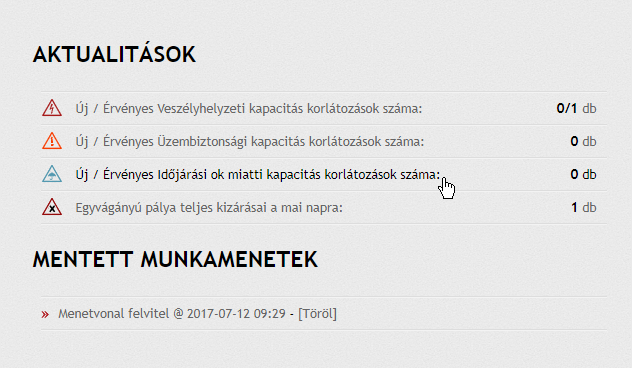 AKTUALITÁSOK
Új / Érvényes Veszélyhelyzeti kapacitás korlátozások száma: 0/1 db
Új / Érvényes Üzembiztonsági kapacitás korlátozások száma: 0 db
Új / Érvényes Időjárási ok miatti kapacitás korlátozások száma: 0 db
Egyvágányú pálya teljes kizárásai a mai napra: 1 db
MENTETT MUNKAMENETEK
» Menetvonal felvitel @ 2017-07-12 09:29 - [Töröl]